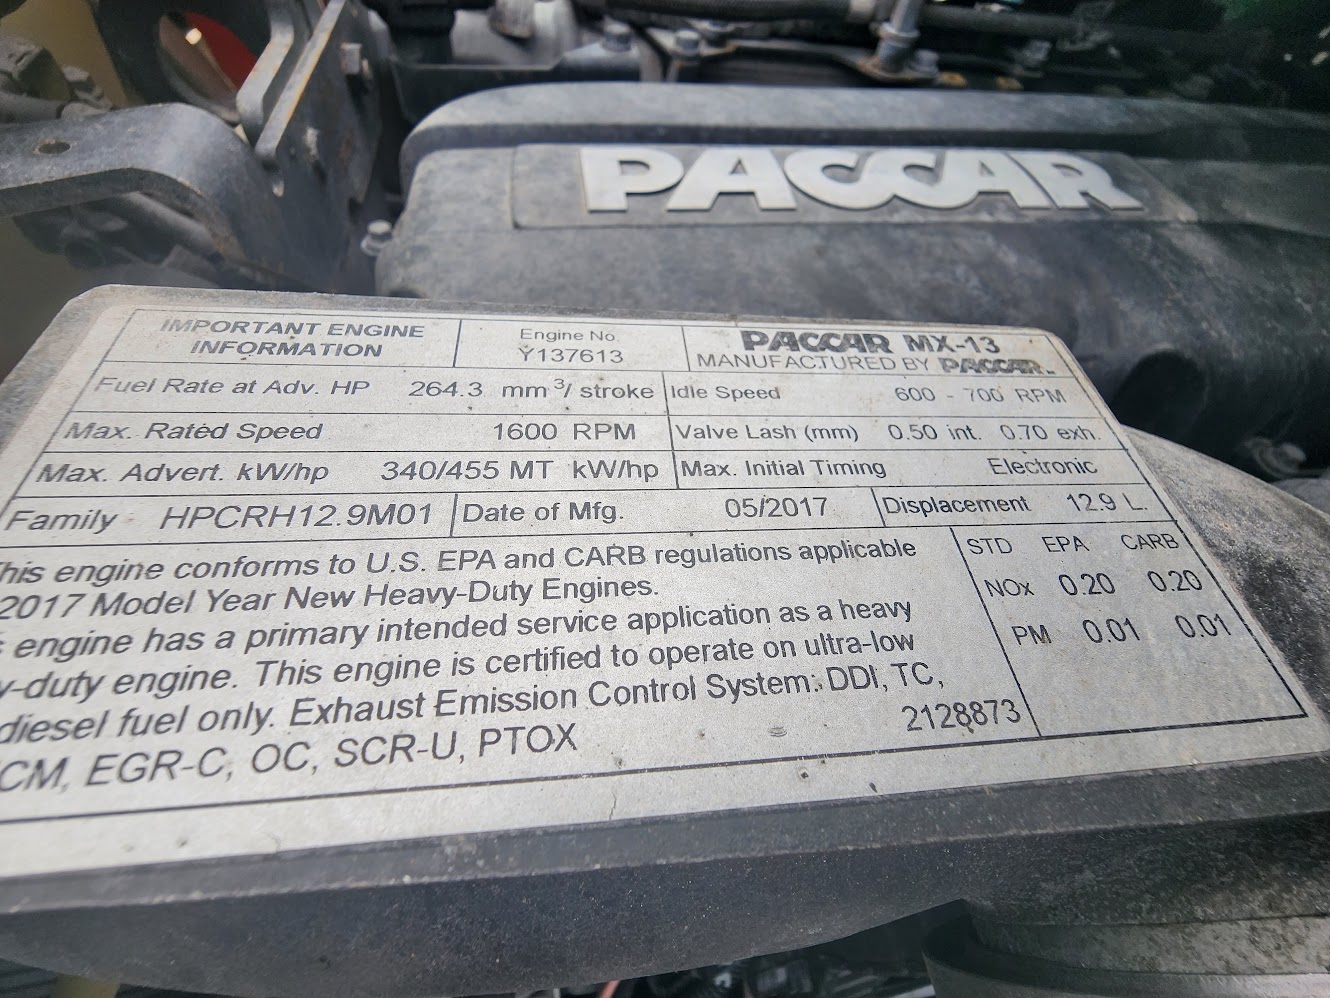 PACCAR
IMPORTANT ENGINE
INFORMATION
Engine No.
Y137613
PACCAR MX-13
MANUFACTURED BY PACCAR
Fuel Rate at Adv. HP 264.3 mm³/ stroke
Idle Speed 600 - 700 RPM
Max. Rated Speed 1600 RPM
Valve Lash (mm) 0.50 int. 0.70 exh.
Max. Advert. kW/hp 340/455 MT kW/hp
Max. Initial Timing Electronic
Family HPCRH12.9M01
Date of Mfg. 05/2017
Displacement 12.9 L.
This engine conforms to U.S. EPA and CARB regulations applicable
2017 Model Year New Heavy-Duty Engines.
engine has a primary intended service application as a heavy
-duty engine. This engine is certified to operate on ultra-low
diesel fuel only. Exhaust Emission Control System: DDI, TC,
CM, EGR-C, OC, SCR-U, PTOX
2128873
STD EPA CARB
NOx 0.20 0.20
PM 0.01 0.01